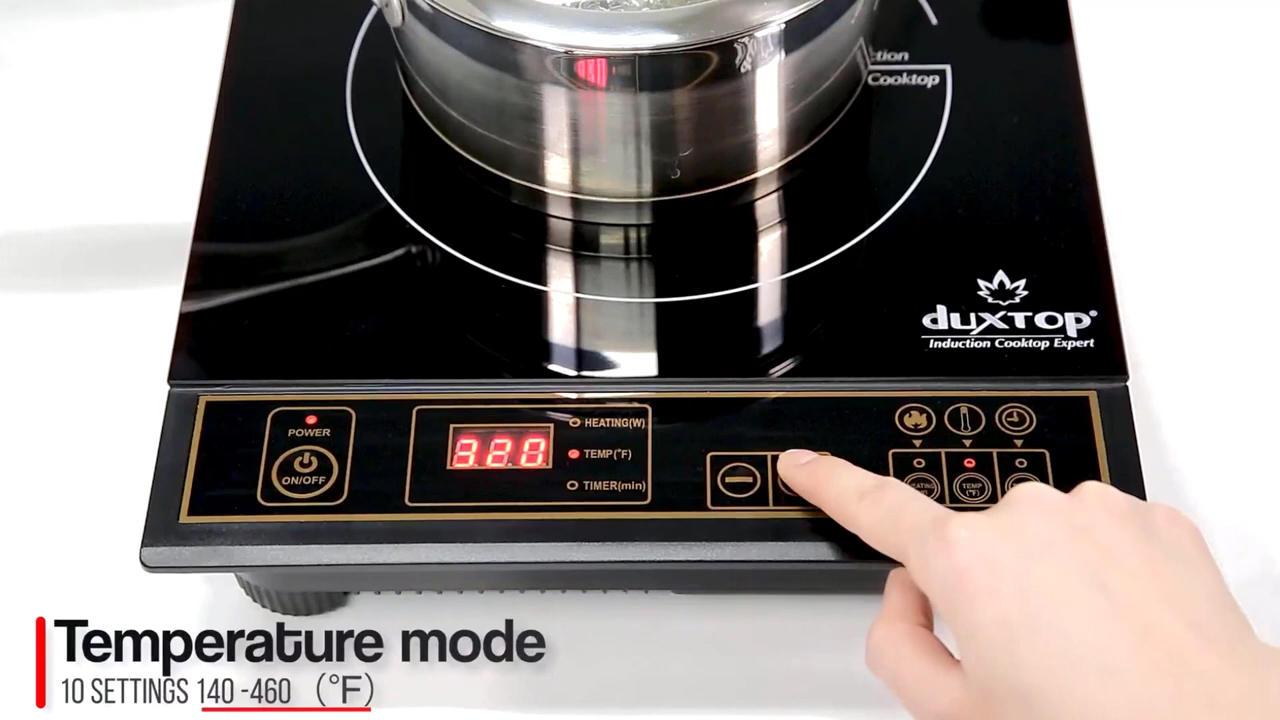 ction
Cooktop
duxtop®
Induction Cooktop Expert
POWER
ON/OFF
HEATING(W)
TEMP(°F)
TIMER(min)
TEMP
(°F)
Temperature mode
10 SETTINGS 140 -460 （°F）